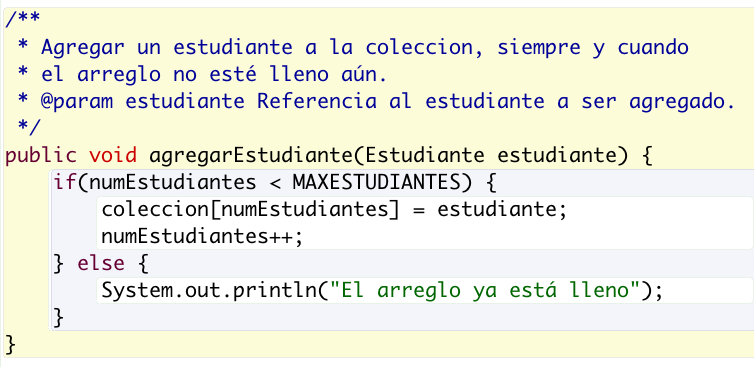 /**
 * Agregar un estudiante a la coleccion, siempre y cuando
 * el arreglo no esté lleno aún.
 * @param estudiante Referencia al estudiante a ser agregado.
 */
public void agregarEstudiante(Estudiante estudiante) {
    if(numEstudiantes < MAXESTUDIANTES) {
        coleccion[numEstudiantes] = estudiante;
        numEstudiantes++;
    } else {
        System.out.println("El arreglo ya está lleno");
    }
}